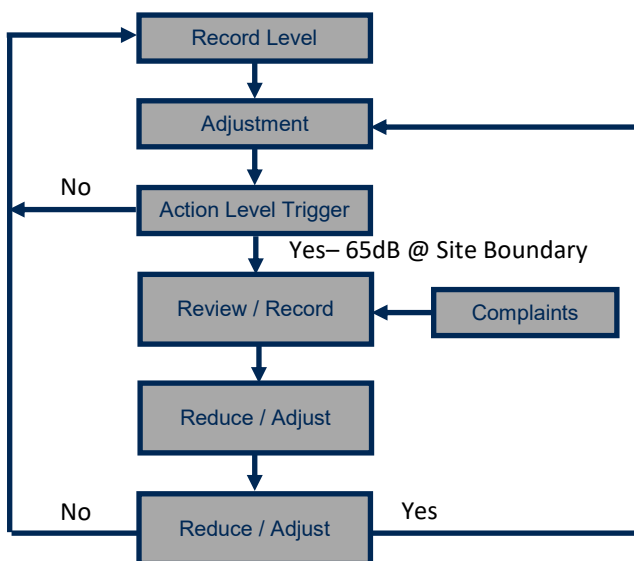 Record Level
Adjustment
No
Action Level Trigger
Yes– 65dB @ Site Boundary
Review / Record
Complaints
Reduce / Adjust
No
Reduce / Adjust
Yes